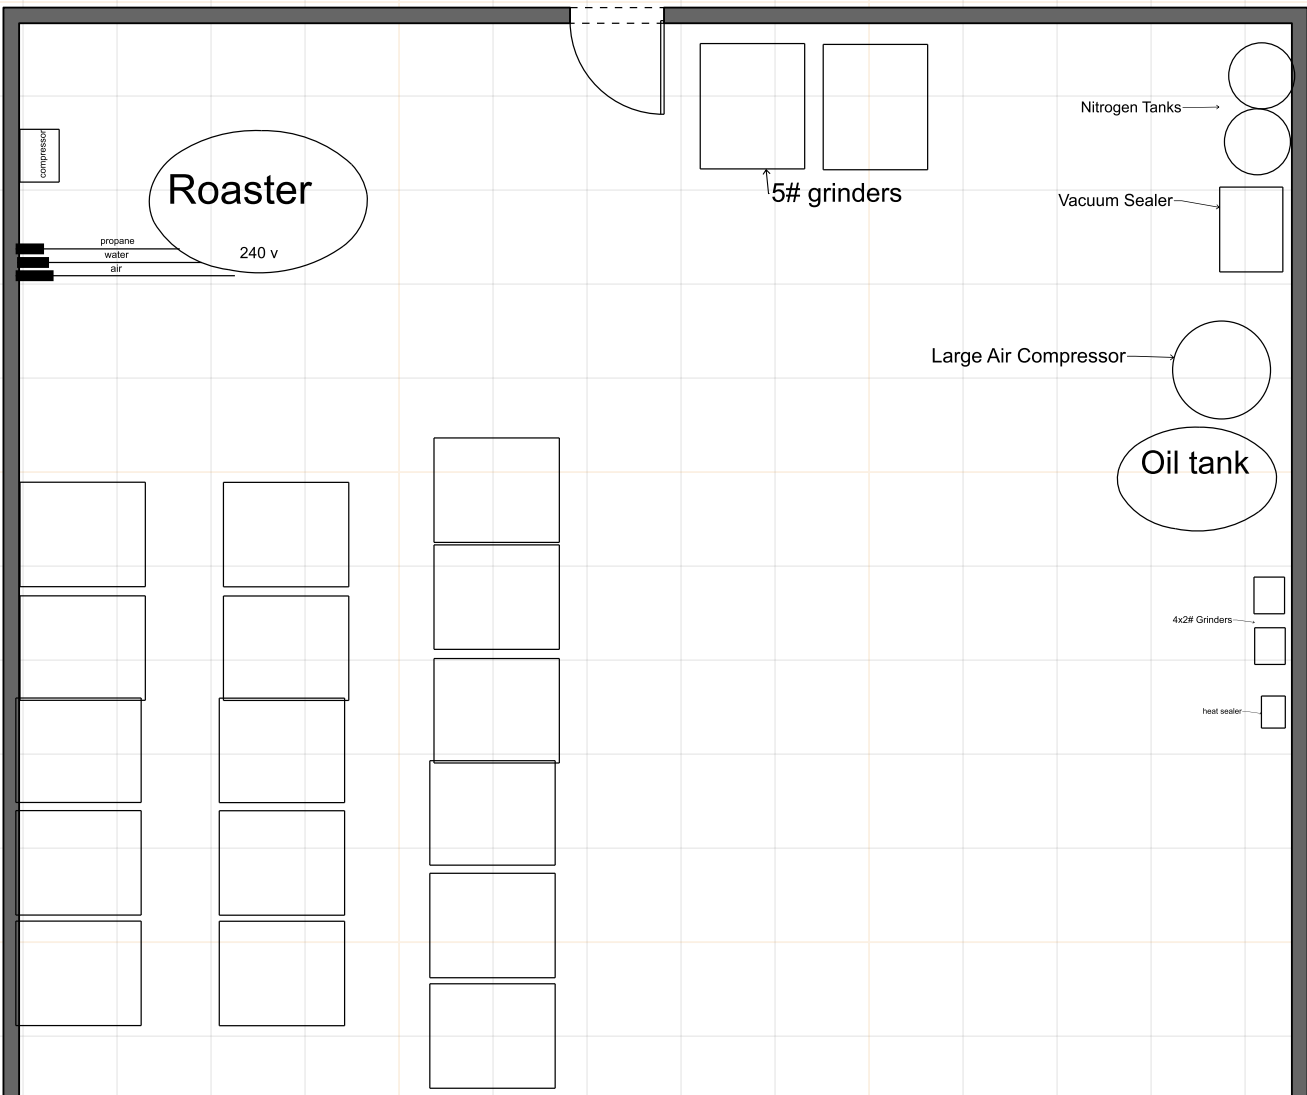 Nitrogen Tanks
compressor
Roaster
5# grinders
Vacuum Sealer
propane
240 v
water
air
Large Air Compressor
Oil tank
4x2# Grinders
heat sealer